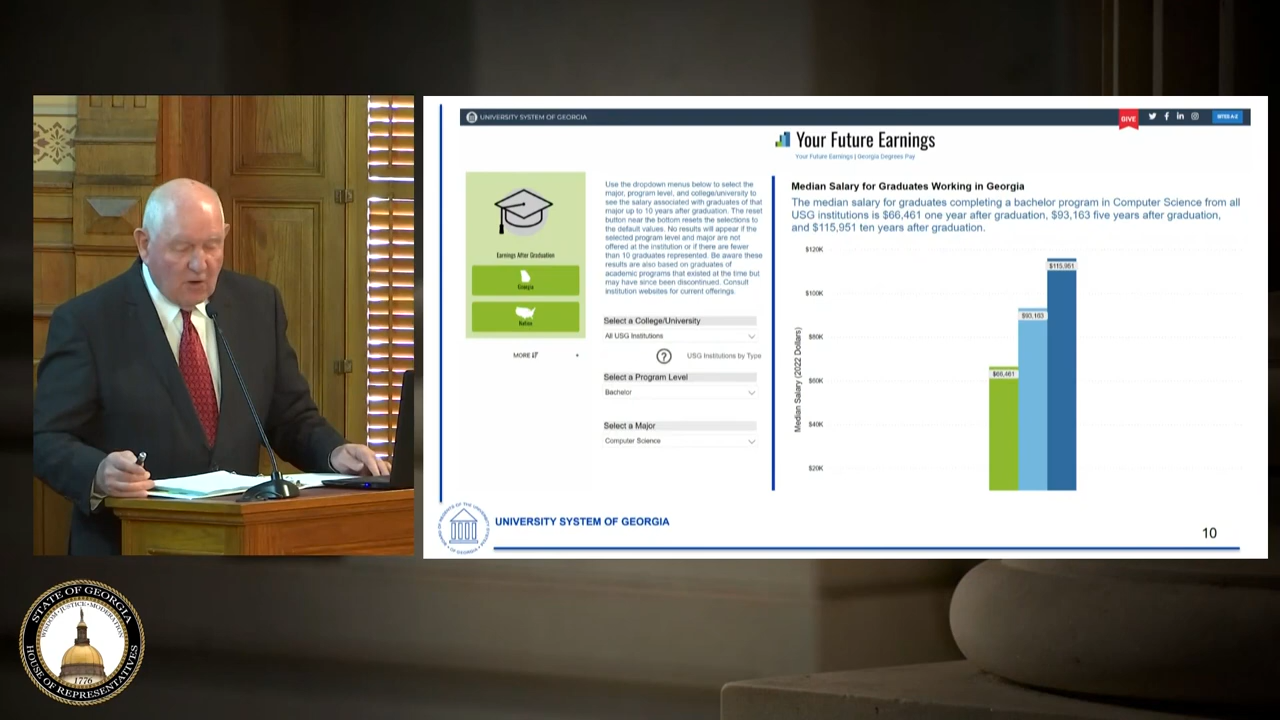 UNIVERSITY SYSTEM OF GEORGIA
GIVE
SITES A-Z
Your Future Earnings
Your Future Earnings | Georgia Degrees Pay
Earnings After Graduation
Georgia
Nation
MORE
Use the dropdown menus below to select the
major, program level, and college/university to
see the salary associated with graduates of that
major up to 10 years after graduation. The reset
button near the bottom resets the selections to
the default values. No results will appear if the
selected program level and major are not
offered at the institution or if there are fewer
than 10 graduates represented. Be aware these
results are also based on graduates of
academic programs that existed at the time but
may have since been discontinued. Consult
institution websites for current offerings.
Select a College/University
All USG Institutions
? USG Institutions by Type
Select a Program Level
Bachelor
Select a Major
Computer Science
Median Salary for Graduates Working in Georgia
The median salary for graduates completing a bachelor program in Computer Science from all
USG institutions is $66,461 one year after graduation, $93,163 five years after graduation,
and $115,951 ten years after graduation.
Median Salary (2022 Dollars)
$120K
$100K
$80K
$60K
$40K
$20K
$66,461
$93,163
$115,951
UNIVERSITY SYSTEM OF GEORGIA
10
STATE OF GEORGIA
WISDOM • JUSTICE • MODERATION
1776
HOUSE OF REPRESENTATIVES